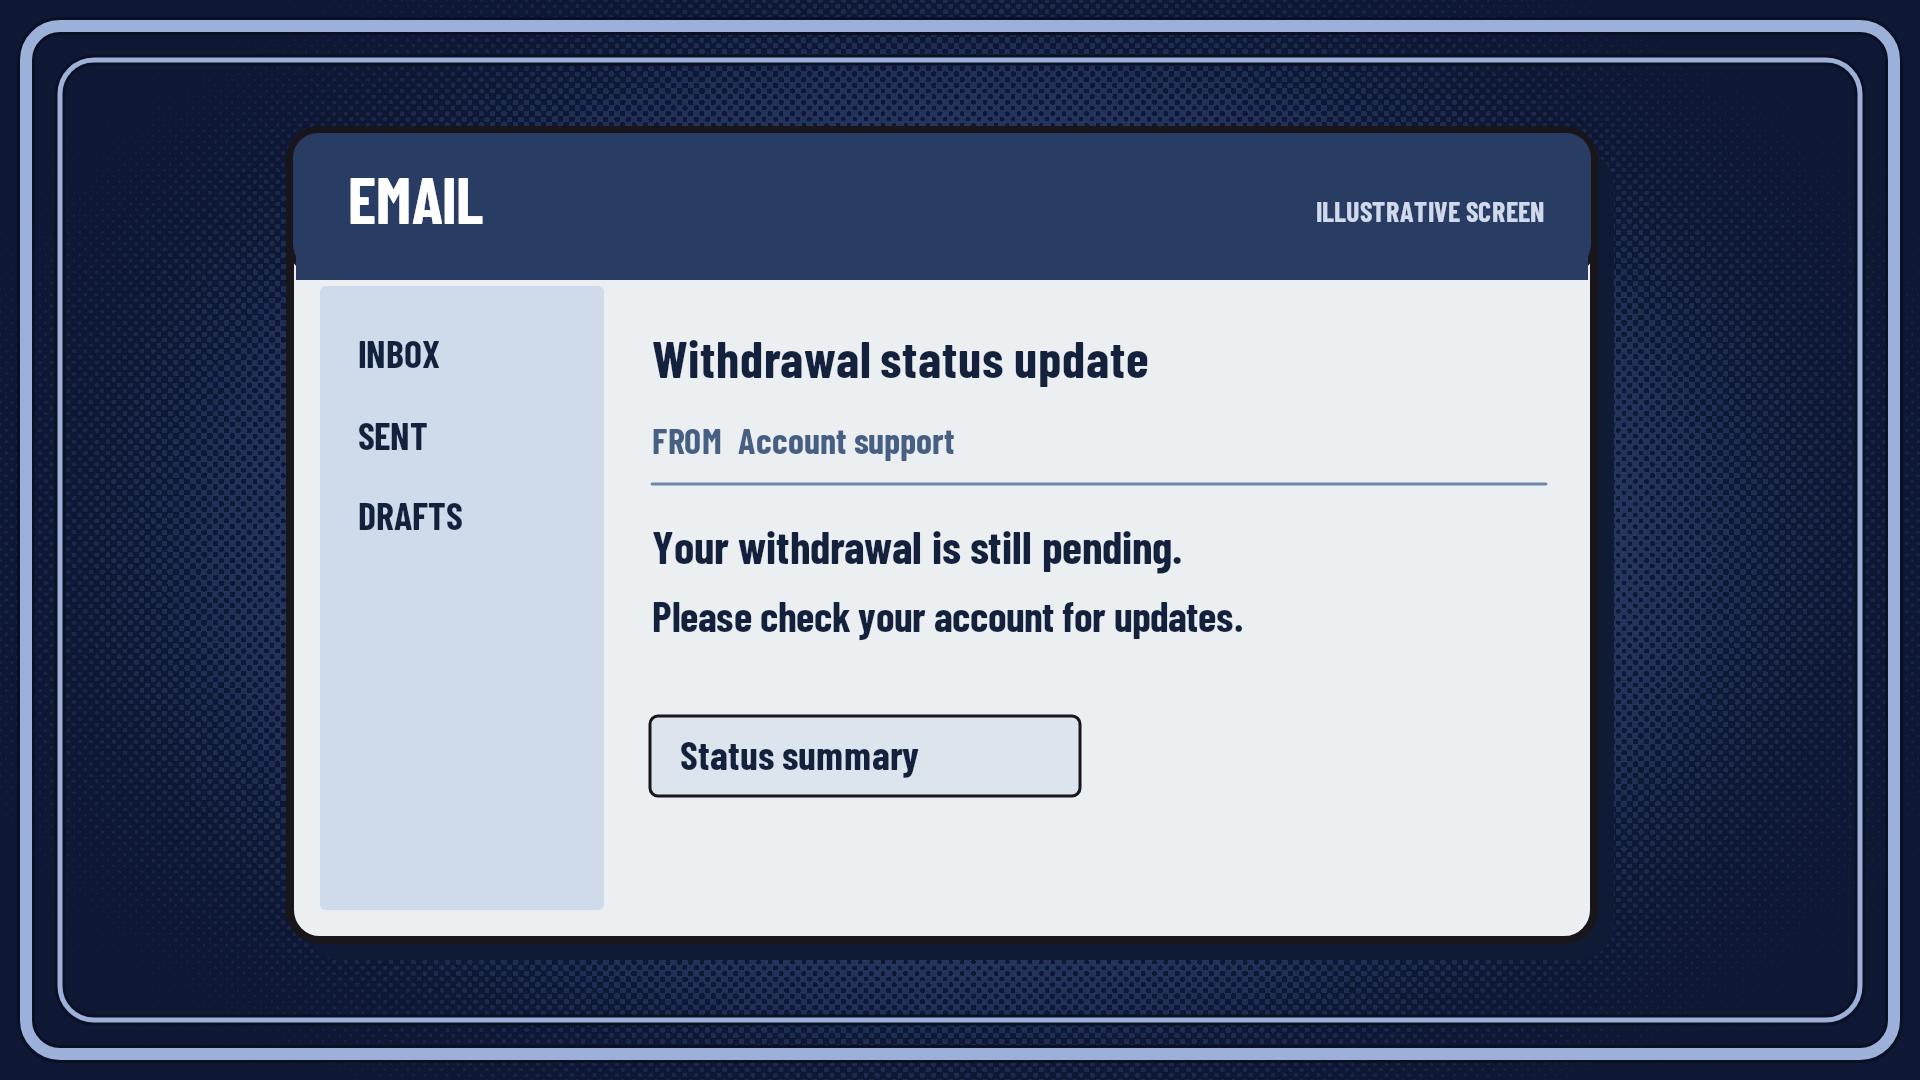 EMAIL
ILLUSTRATIVE SCREEN
INBOX
SENT
DRAFTS
Withdrawal status update
FROM Account support
Your withdrawal is still pending.
Please check your account for updates.
Status summary